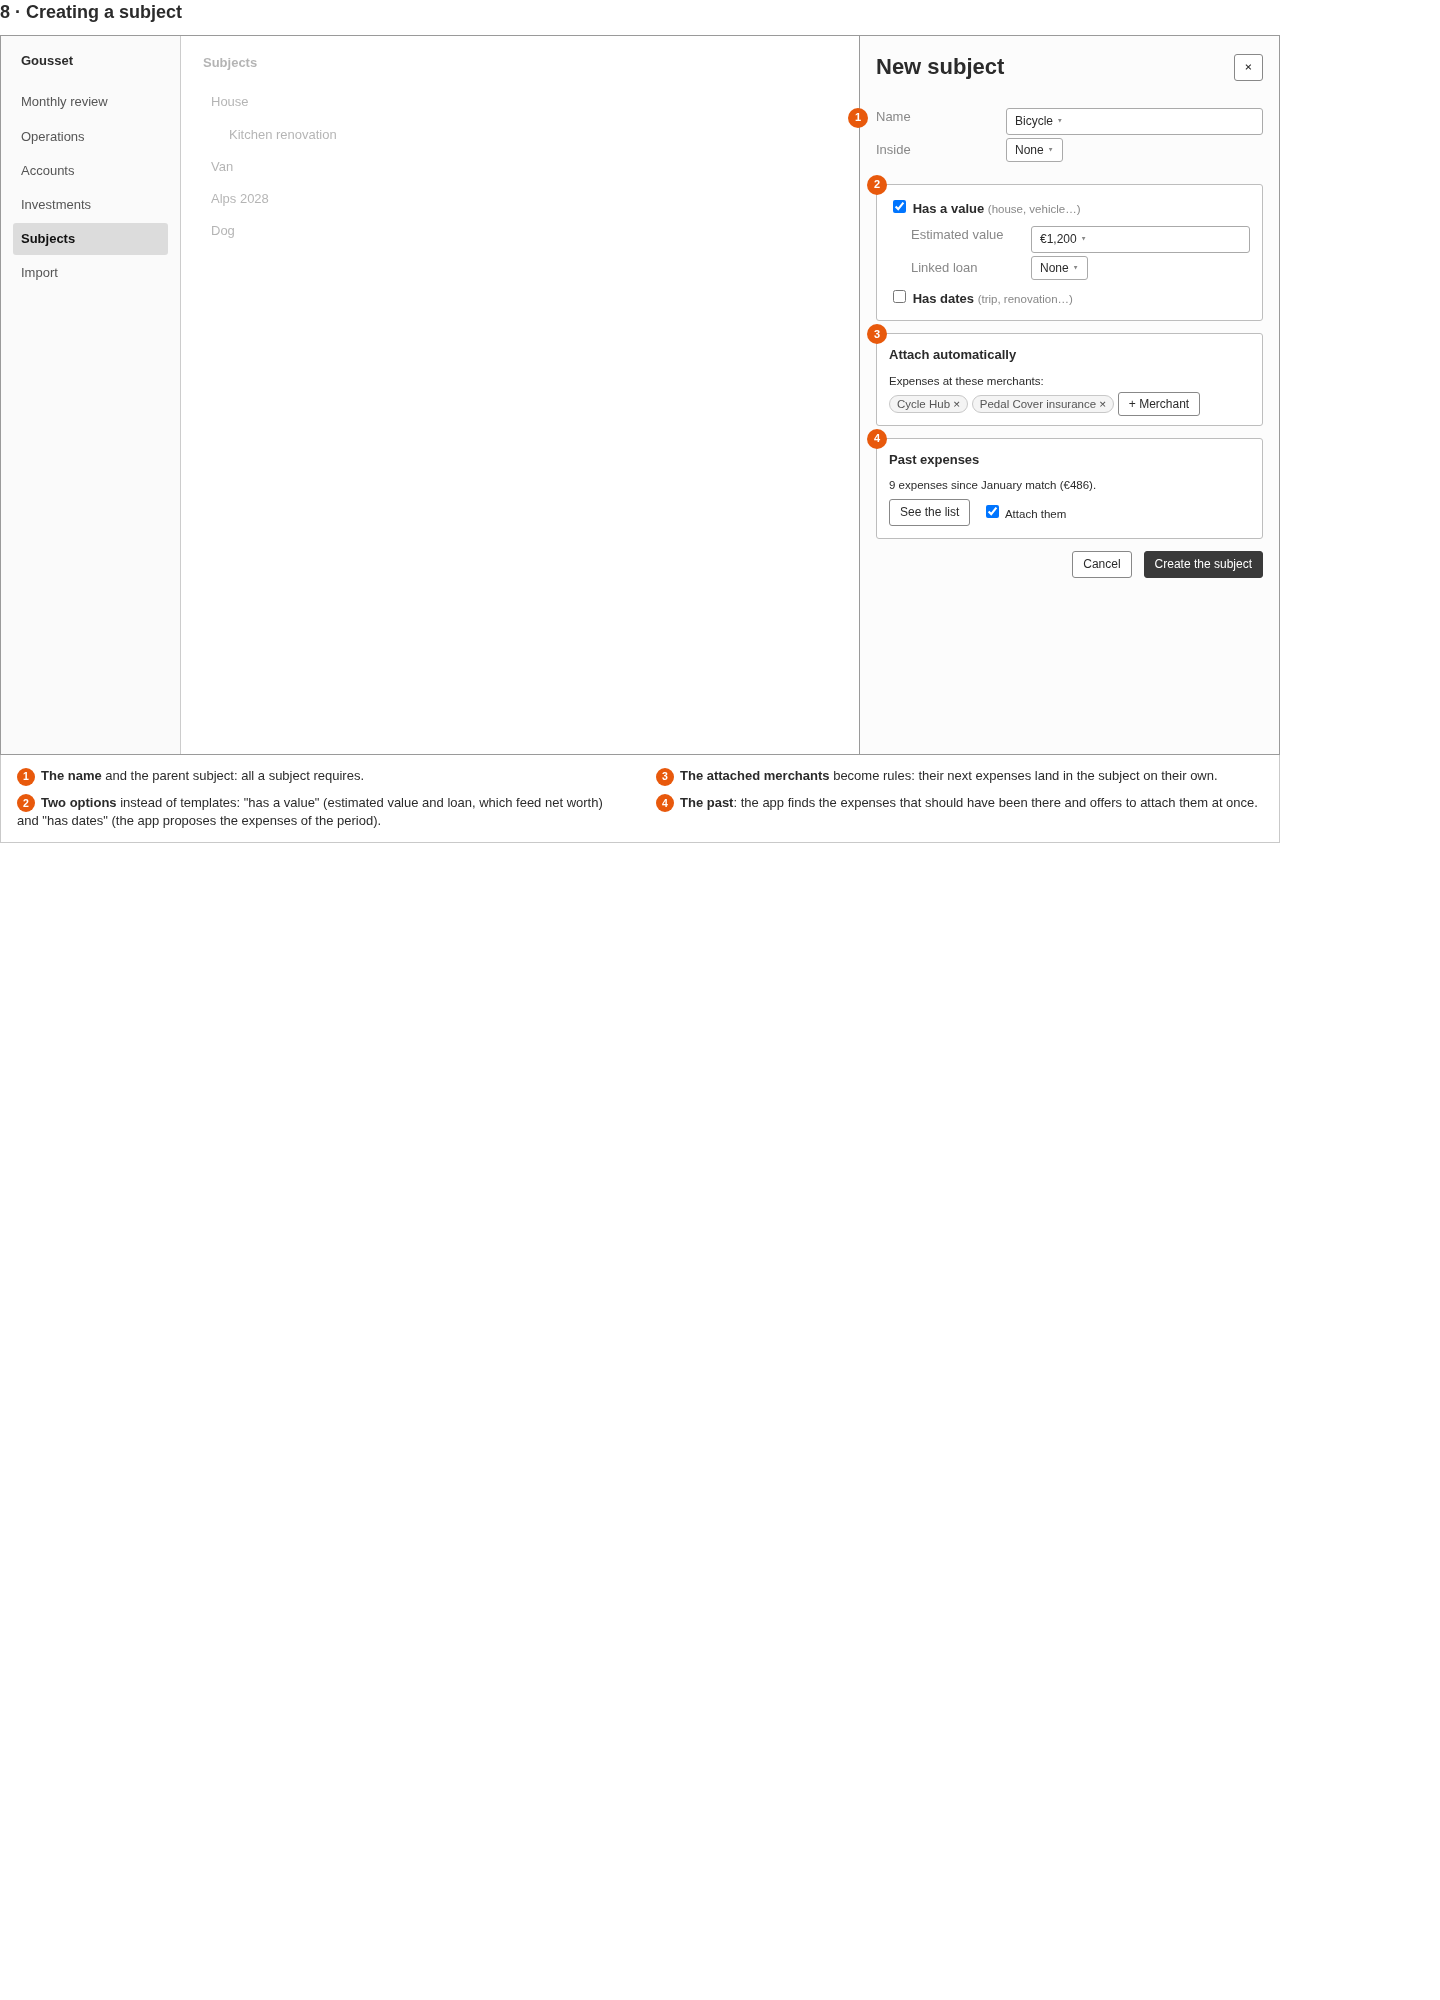 8 · Creating a subject
Gousset
Monthly review
Operations
Accounts
Investments
Subjects
Import
Subjects
House
Kitchen renovation
Van
Alps 2028
Dog
New subject
×
1
Name
Bicycle ▾
Inside
None ▾
2
Has a value (house, vehicle…)
Estimated value
€1,200 ▾
Linked loan
None ▾
Has dates (trip, renovation…)
3
Attach automatically
Expenses at these merchants:
Cycle Hub × Pedal Cover insurance × + Merchant
4
Past expenses
9 expenses since January match (€486).
See the list Attach them
Cancel Create the subject
1 The name and the parent subject: all a subject requires.
2 Two options instead of templates: "has a value" (estimated value and loan, which feed net worth)
and "has dates" (the app proposes the expenses of the period).
3 The attached merchants become rules: their next expenses land in the subject on their own.
4 The past: the app finds the expenses that should have been there and offers to attach them at once.